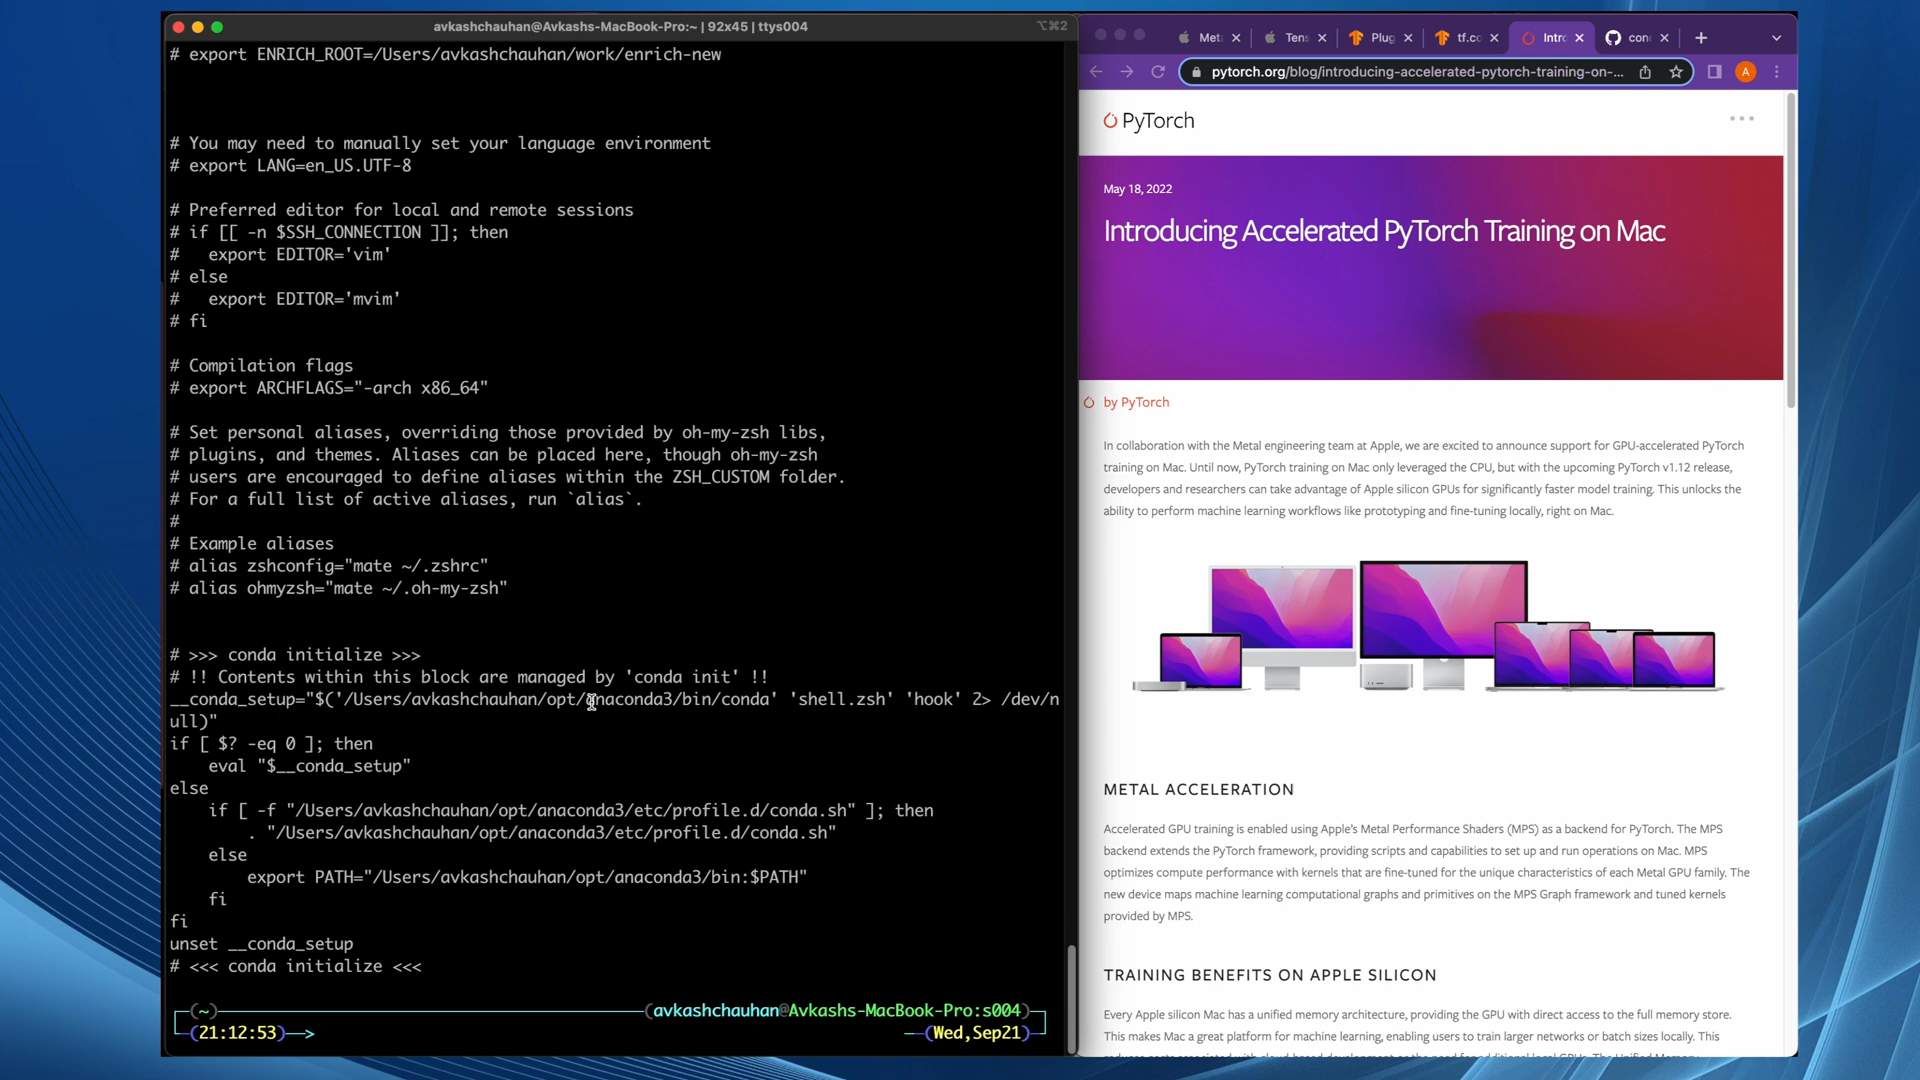 avkashchauhan@Avkashs-MacBook-Pro:~ | 92x45 | ttys004
⌥⌘2
# export ENRICH_ROOT=/Users/avkashchauhan/work/enrich-new
# You may need to manually set your language environment
# export LANG=en_US.UTF-8
# Preferred editor for local and remote sessions
# if [[ -n $SSH_CONNECTION ]]; then
#   export EDITOR='vim'
# else
#   export EDITOR='mvim'
# fi
# Compilation flags
# export ARCHFLAGS="-arch x86_64"
# Set personal aliases, overriding those provided by oh-my-zsh libs,
# plugins, and themes. Aliases can be placed here, though oh-my-zsh
# users are encouraged to define aliases within the ZSH_CUSTOM folder.
# For a full list of active aliases, run `alias`.
#
# Example aliases
# alias zshconfig="mate ~/.zshrc"
# alias ohmyzsh="mate ~/.oh-my-zsh"
# >>> conda initialize >>>
# !! Contents within this block are managed by 'conda init' !!
__conda_setup="$('/Users/avkashchauhan/opt/anaconda3/bin/conda' 'shell.zsh' 'hook' 2> /dev/n
ull)"
if [ $? -eq 0 ]; then
    eval "$__conda_setup"
else
    if [ -f "/Users/avkashchauhan/opt/anaconda3/etc/profile.d/conda.sh" ]; then
        . "/Users/avkashchauhan/opt/anaconda3/etc/profile.d/conda.sh"
    else
        export PATH="/Users/avkashchauhan/opt/anaconda3/bin:$PATH"
    fi
fi
unset __conda_setup
# <<< conda initialize <<<
(~) (avkashchauhan@Avkashs-MacBook-Pro:s004)
(21:12:53)—> (Wed,Sep21)
Met Tens Plug tf.co Intro con
pytorch.org/blog/introducing-accelerated-pytorch-training-on-...
A
PyTorch
May 18, 2022
Introducing Accelerated PyTorch Training on Mac
by PyTorch
In collaboration with the Metal engineering team at Apple, we are excited to announce support for GPU-accelerated PyTorch
training on Mac. Until now, PyTorch training on Mac only leveraged the CPU, but with the upcoming PyTorch v1.12 release,
developers and researchers can take advantage of Apple silicon GPUs for significantly faster model training. This unlocks the
ability to perform machine learning workflows like prototyping and fine-tuning locally, right on Mac.
METAL ACCELERATION
Accelerated GPU training is enabled using Apple's Metal Performance Shaders (MPS) as a backend for PyTorch. The MPS
backend extends the PyTorch framework, providing scripts and capabilities to set up and run operations on Mac. MPS
optimizes compute performance with kernels that are fine-tuned for the unique characteristics of each Metal GPU family. The
new device maps machine learning computational graphs and primitives on the MPS Graph framework and tuned kernels
provided by MPS.
TRAINING BENEFITS ON APPLE SILICON
Every Apple silicon Mac has a unified memory architecture, providing the GPU with direct access to the full memory store.
This makes Mac a great platform for machine learning, enabling users to train larger networks or batch sizes locally. This